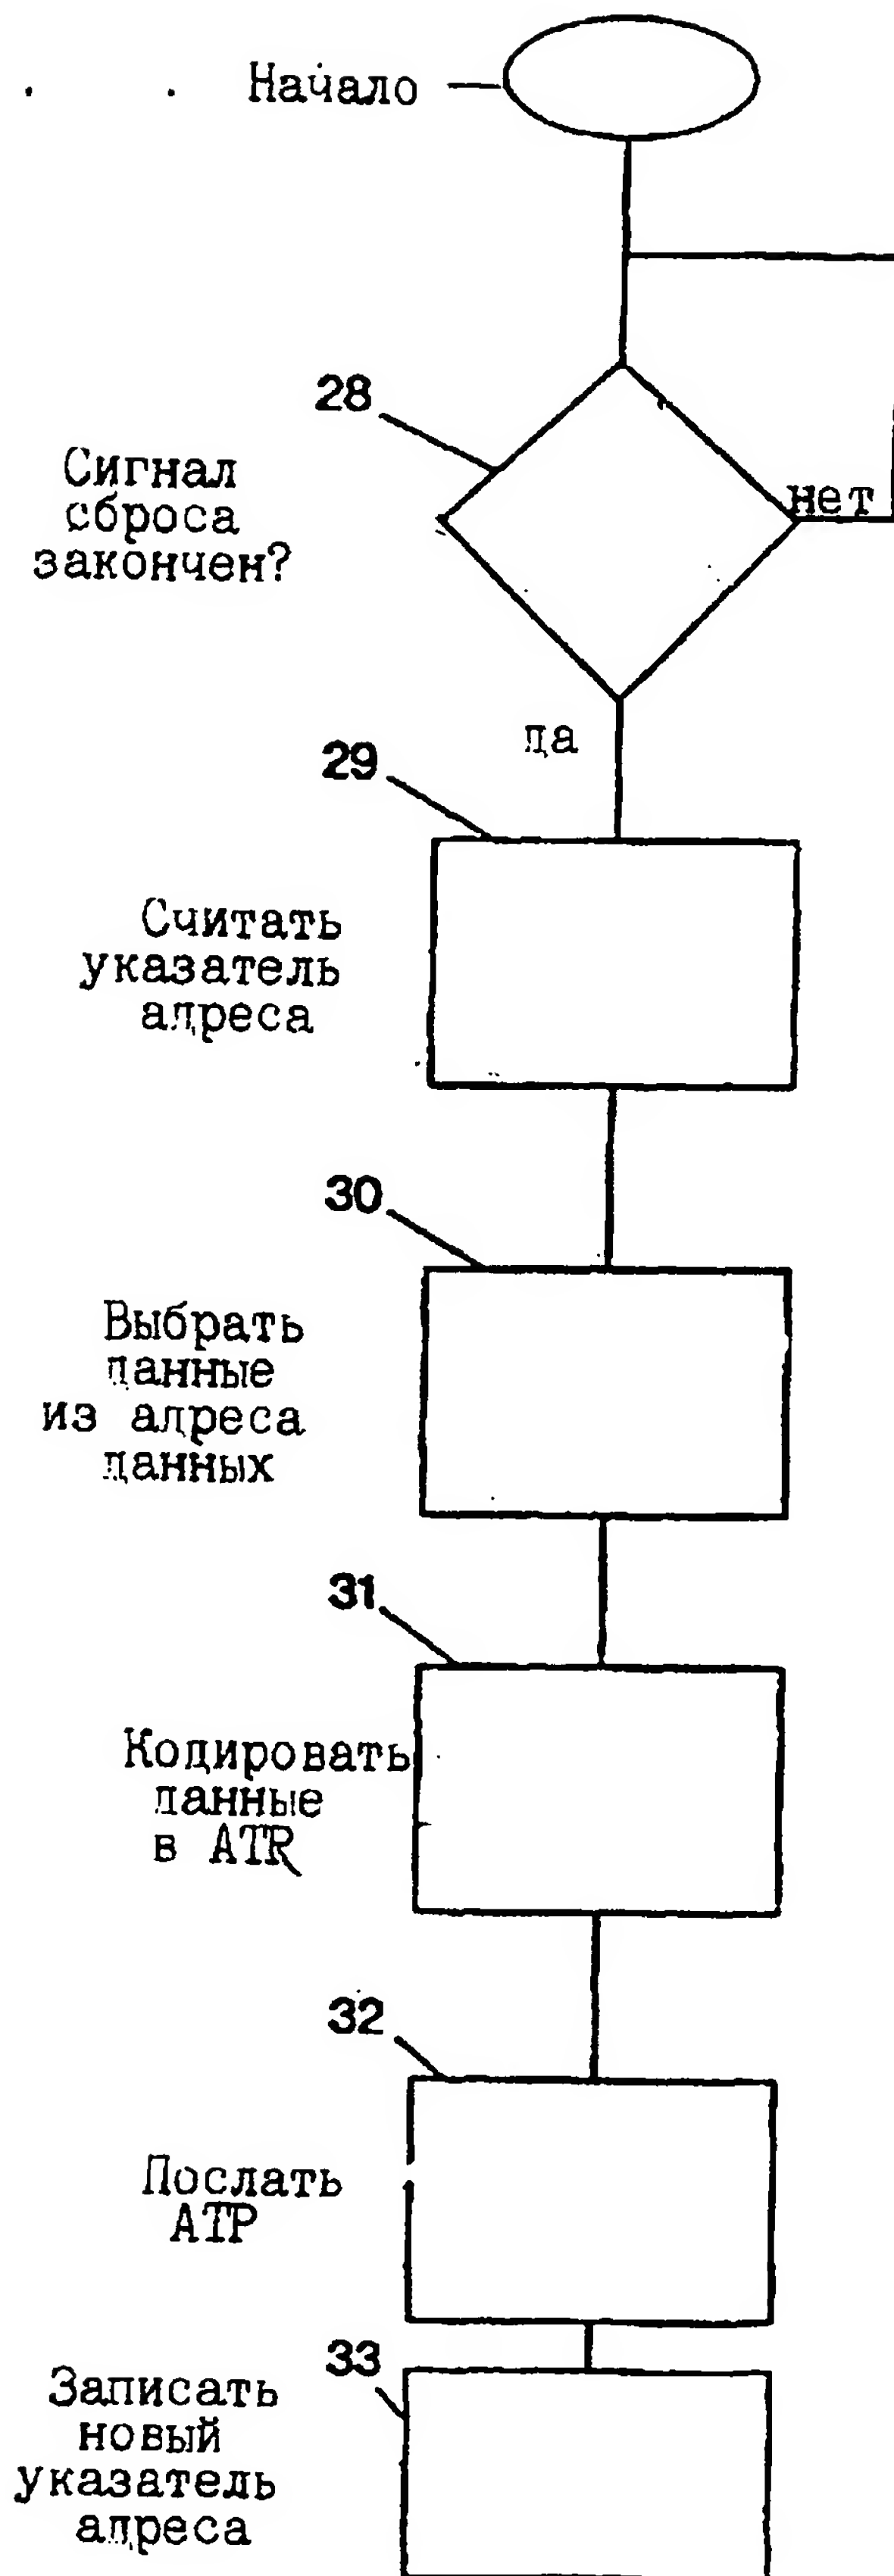 Начало
28
Сигнал
сброса
закончен?
нет
да
29
Считать
указатель
адреса
30
Выбрать
данные
из адреса
данных
31
Кодировать
данные
в ATR
32
Послать
АТР
33
Записать
новый
указатель
адреса